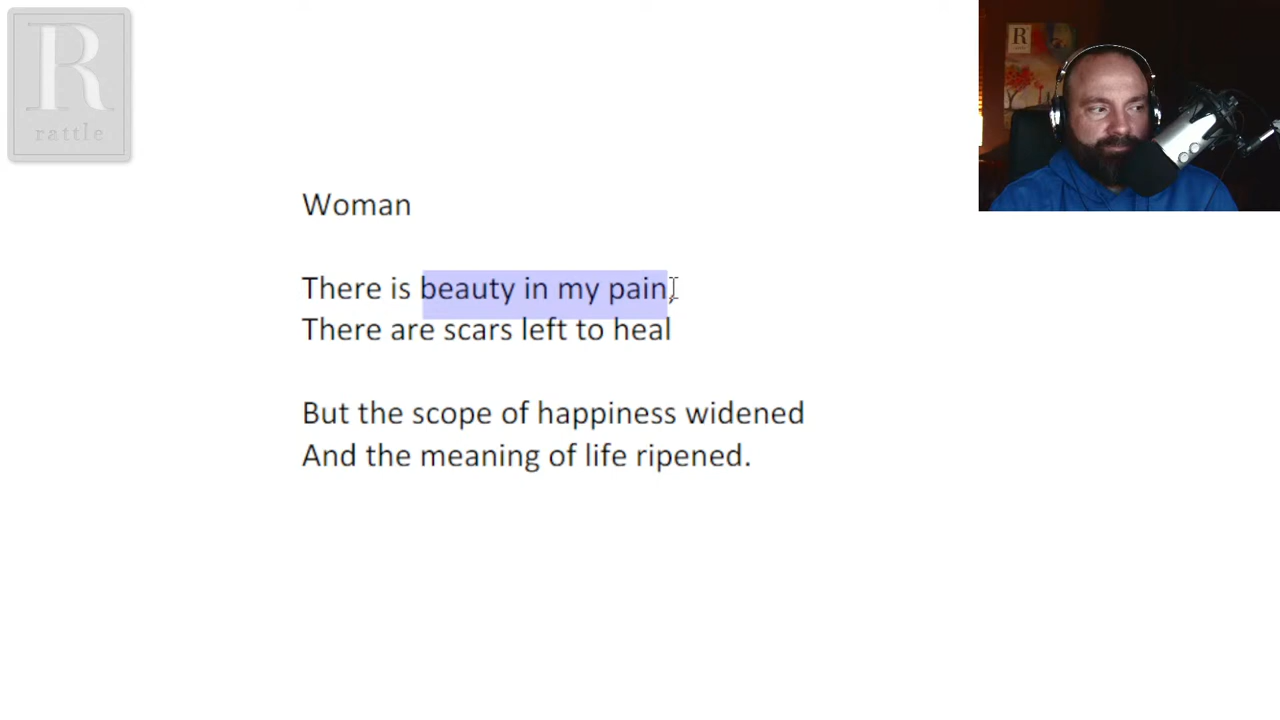 R
rattle
R
Woman
There is beauty in my pain,
There are scars left to heal
But the scope of happiness widened
And the meaning of life ripened.